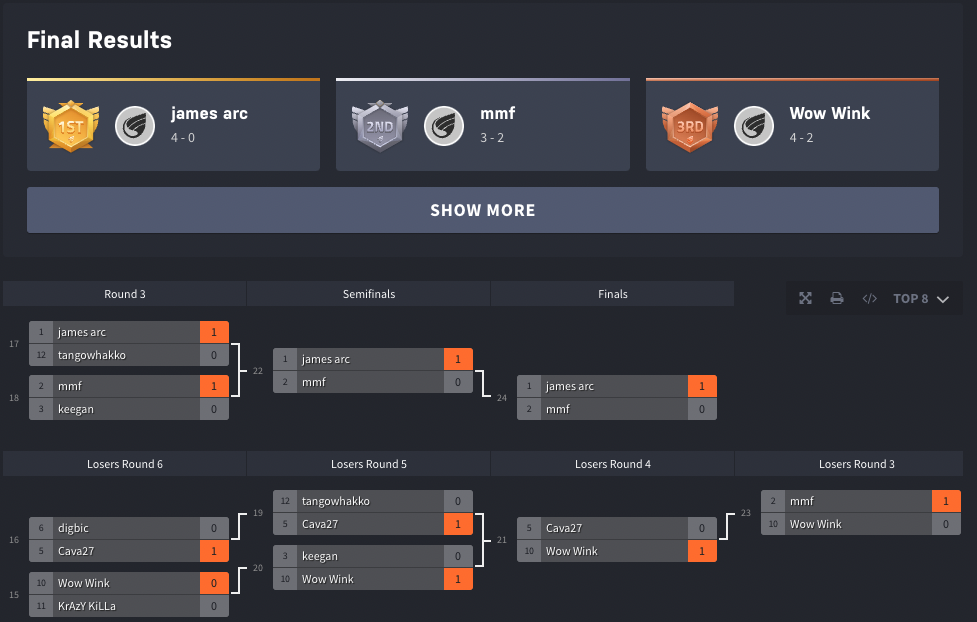 Final Results
1ST
james arc
4 - 0
2ND
mmf
3 - 2
3RD
Wow Wink
4 - 2
SHOW MORE
Round 3 Semifinals Finals
</> TOP 8
17
1 james arc 1
12 tangowhakko 0
18
2 mmf 1
3 keegan 0
22
1 james arc 1
2 mmf 0
24
1 james arc 1
2 mmf 0
Losers Round 6 Losers Round 5 Losers Round 4 Losers Round 3
16
6 digbic 0
5 Cava27 1
15
10 Wow Wink 0
11 KrAzY KiLLa 0
19
12 tangowhakko 0
5 Cava27 1
20
3 keegan 0
10 Wow Wink 1
21
5 Cava27 0
10 Wow Wink 1
23
2 mmf 1
10 Wow Wink 0